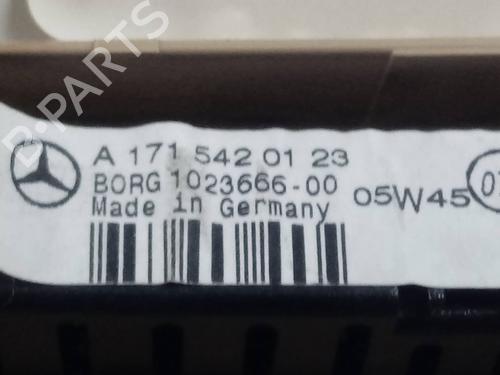 B-PARTS
A 171 542 01 23
BORG 1023666-00
05W45
Made in Germany